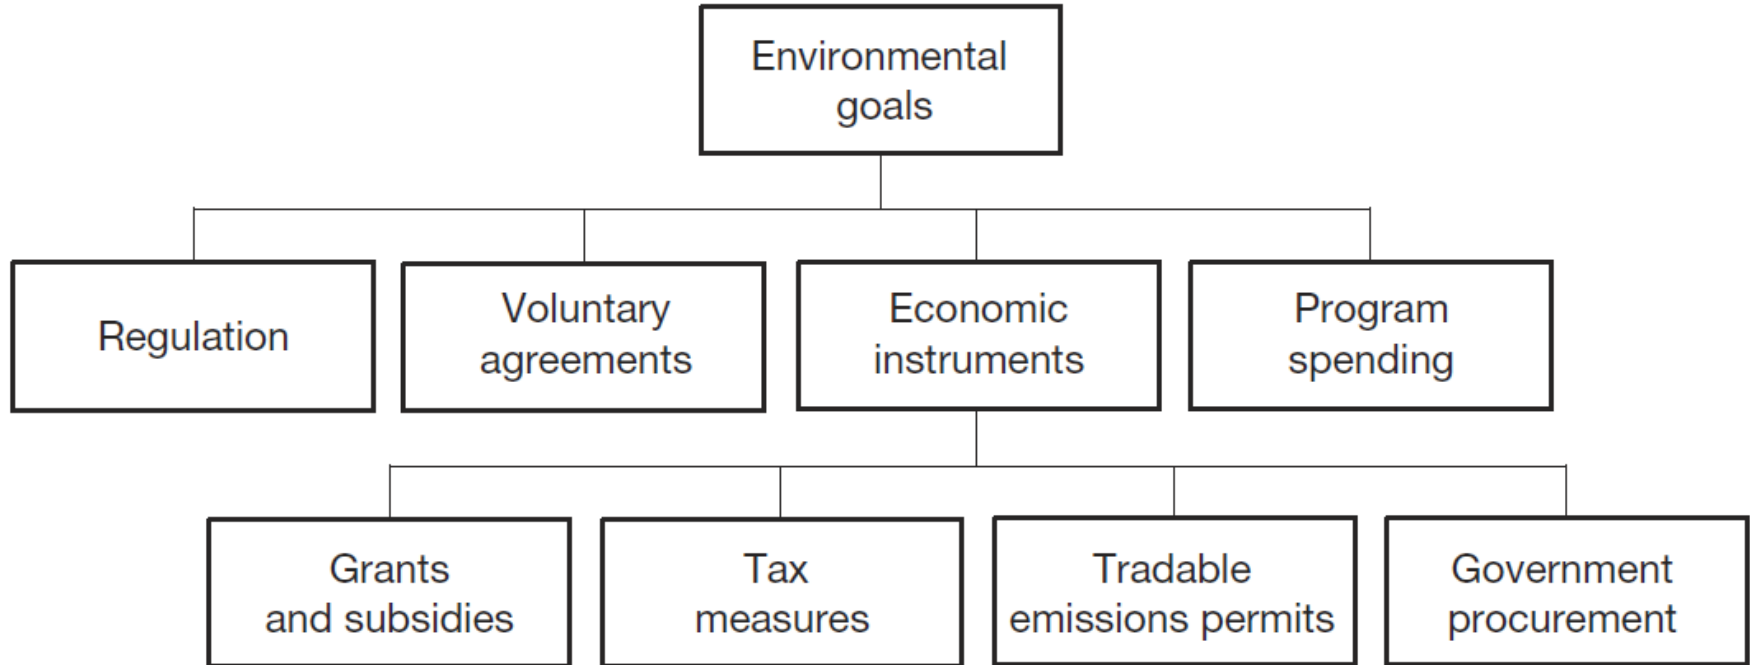 Environmental
goals
Regulation
Voluntary
agreements
Economic
instruments
Program
spending
Grants
and subsidies
Tax
measures
Tradable
emissions permits
Government
procurement